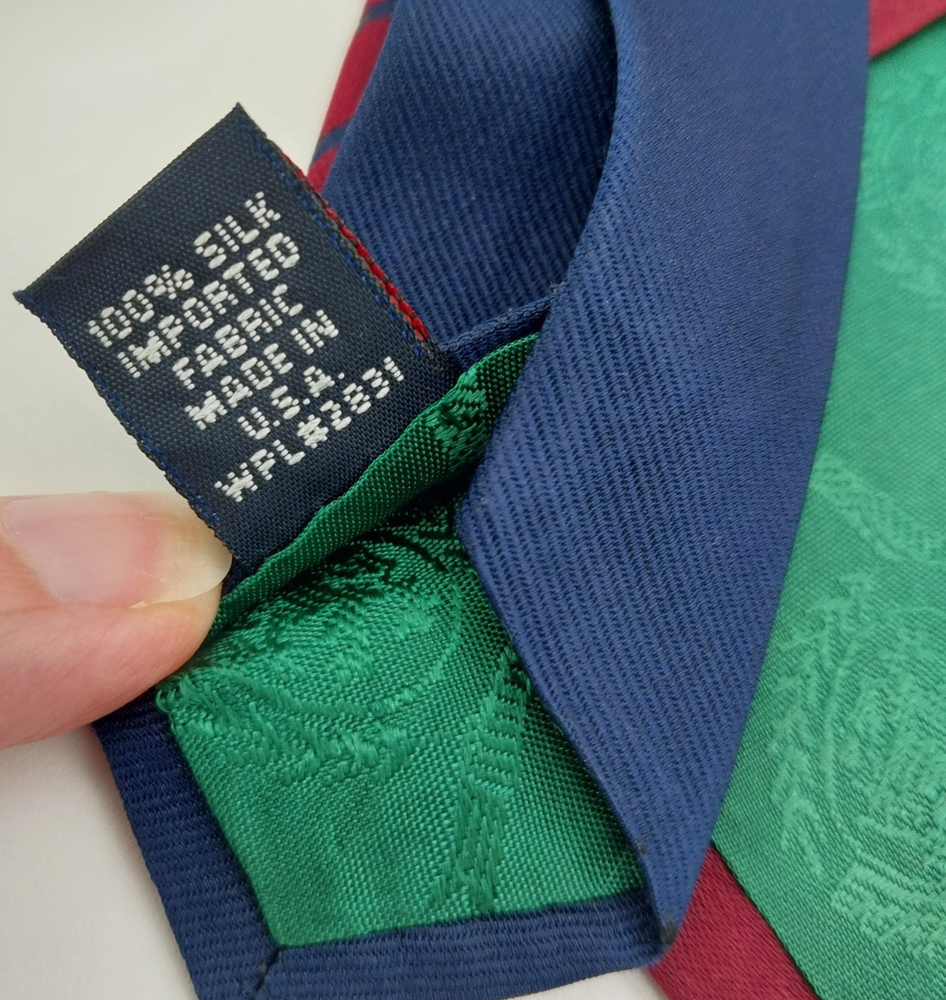 100% SILK
IMPORTED
FABRIC
MADE IN
U.S.A.
WPL#2831